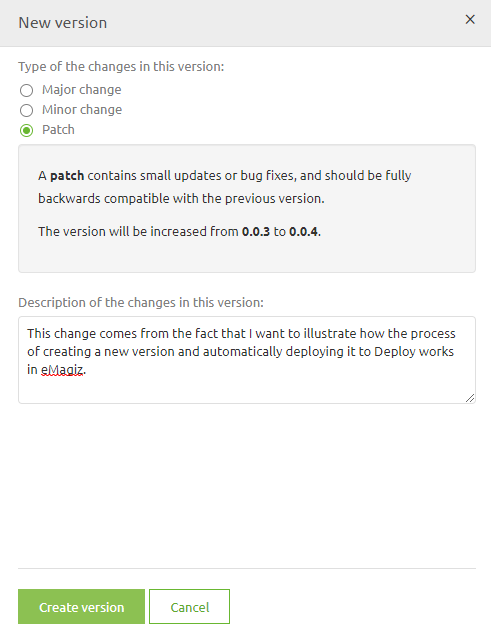 New version
×
Type of the changes in this version:
Major change
Minor change
Patch
A patch contains small updates or bug fixes, and should be fully
backwards compatible with the previous version.
The version will be increased from 0.0.3 to 0.0.4.
Description of the changes in this version:
This change comes from the fact that I want to illustrate how the process
of creating a new version and automatically deploying it to Deploy works
in eMagiz.
Create version
Cancel